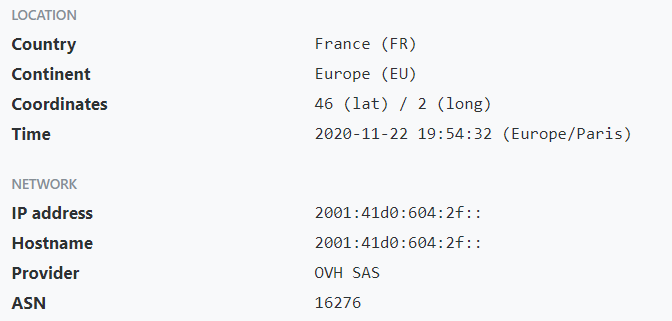 LOCATION
Country France (FR)
Continent Europe (EU)
Coordinates 46 (lat) / 2 (long)
Time 2020-11-22 19:54:32 (Europe/Paris)
NETWORK
IP address 2001:41d0:604:2f::
Hostname 2001:41d0:604:2f::
Provider OVH SAS
ASN 16276